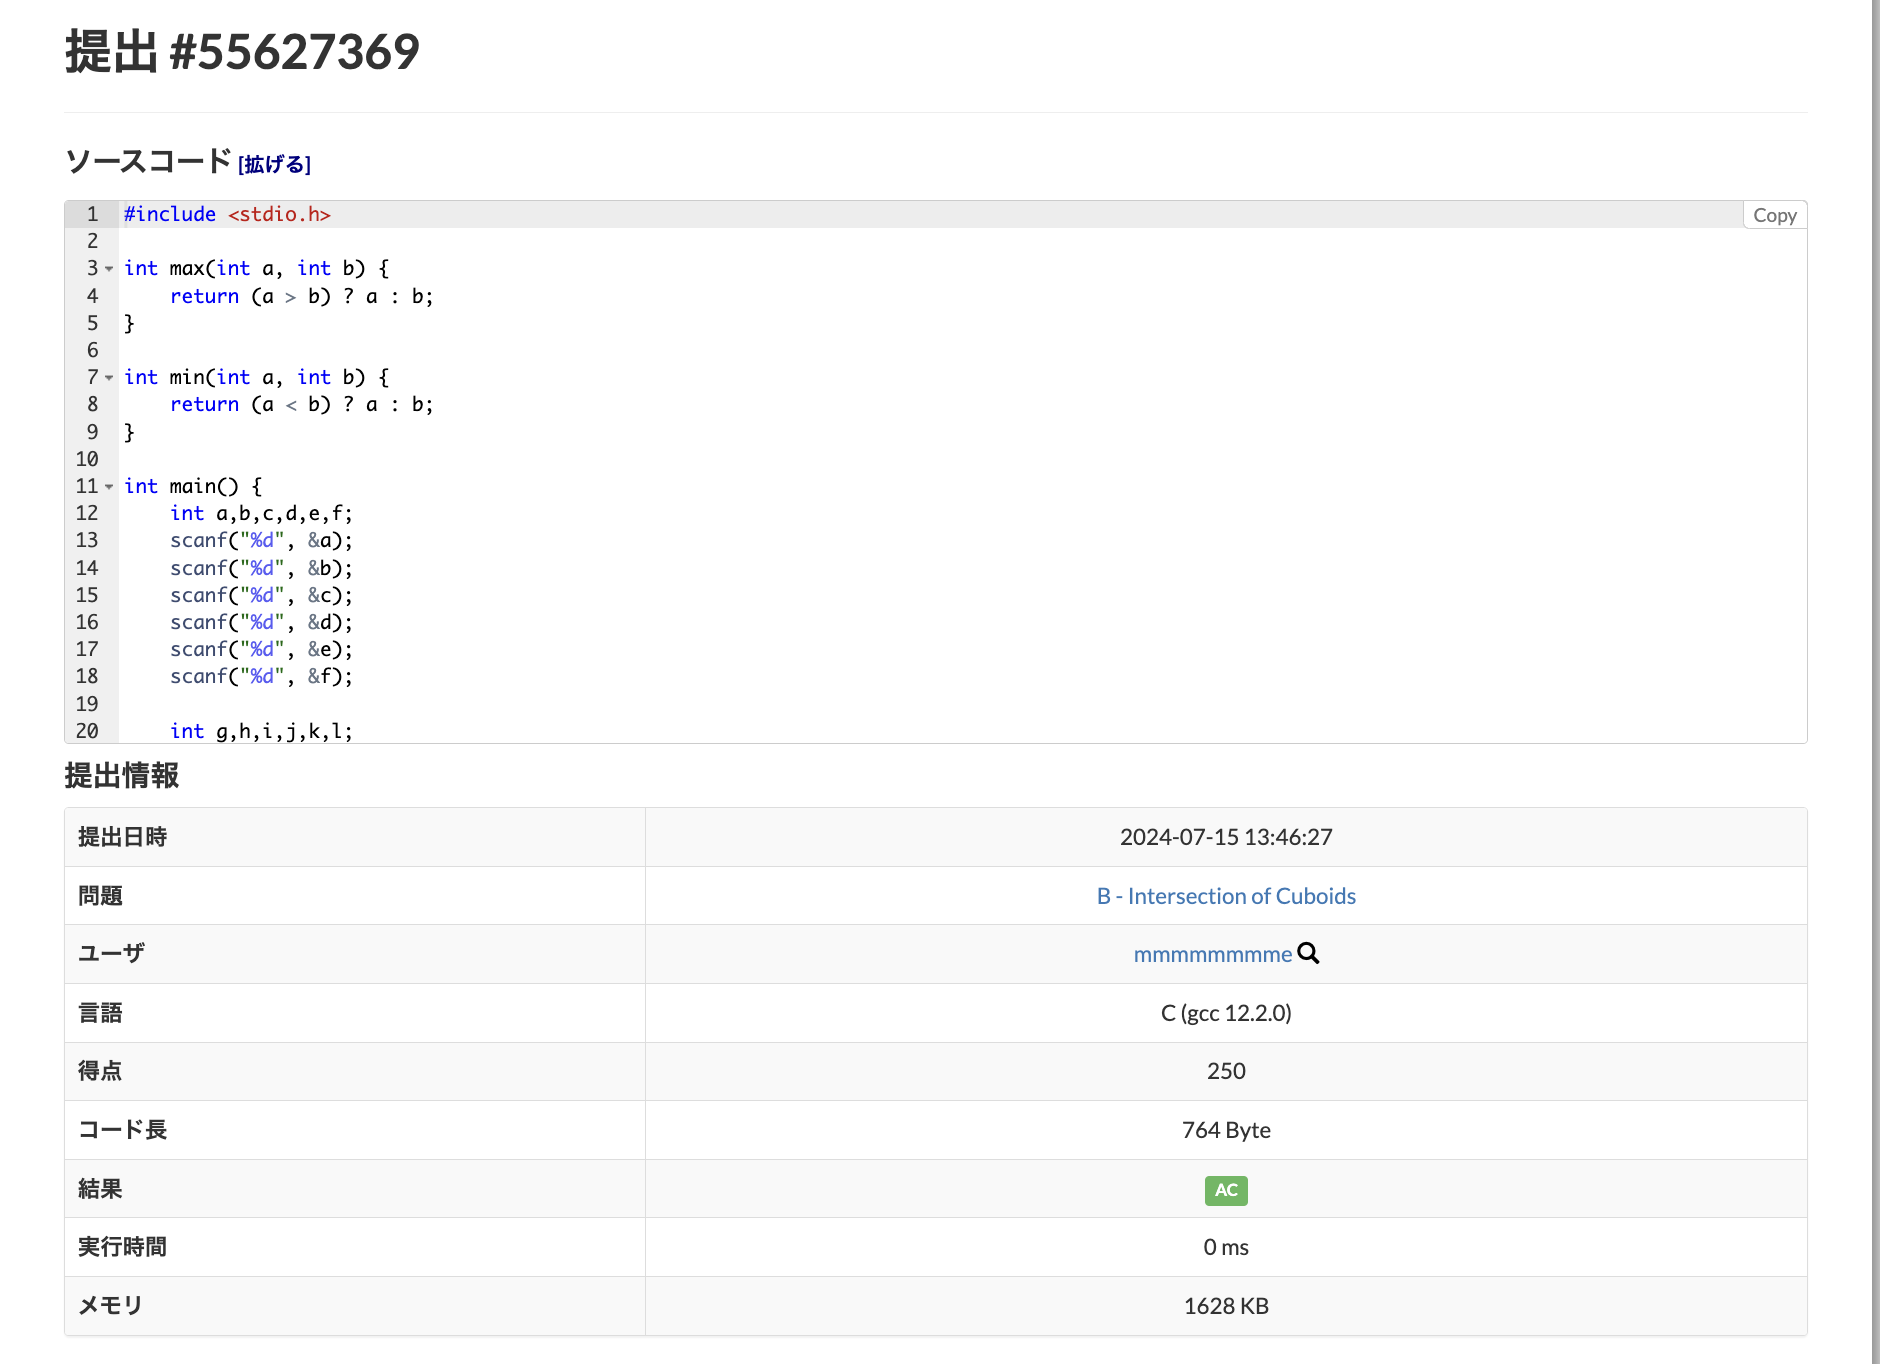 提出 #55627369
ソースコード [拡げる]
Copy
1 #include <stdio.h>
2
3 int max(int a, int b) {
4     return (a > b) ? a : b;
5 }
6
7 int min(int a, int b) {
8     return (a < b) ? a : b;
9 }
10
11 int main() {
12     int a,b,c,d,e,f;
13     scanf("%d", &a);
14     scanf("%d", &b);
15     scanf("%d", &c);
16     scanf("%d", &d);
17     scanf("%d", &e);
18     scanf("%d", &f);
19
20     int g,h,i,j,k,l;
提出情報
提出日時 2024-07-15 13:46:27
問題 B - Intersection of Cuboids
ユーザ mmmmmmmme
言語 C (gcc 12.2.0)
得点 250
コード長 764 Byte
結果 AC
実行時間 0 ms
メモリ 1628 KB